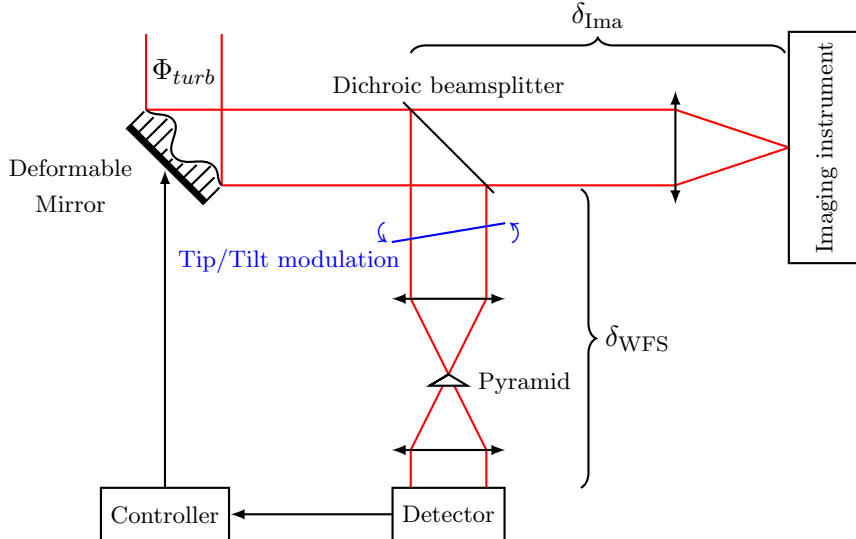 δ_Ima
Φ_turb
Dichroic beamsplitter
Imaging instrument
Deformable
Mirror
Tip/Tilt modulation
δ_WFS
Pyramid
Controller
Detector